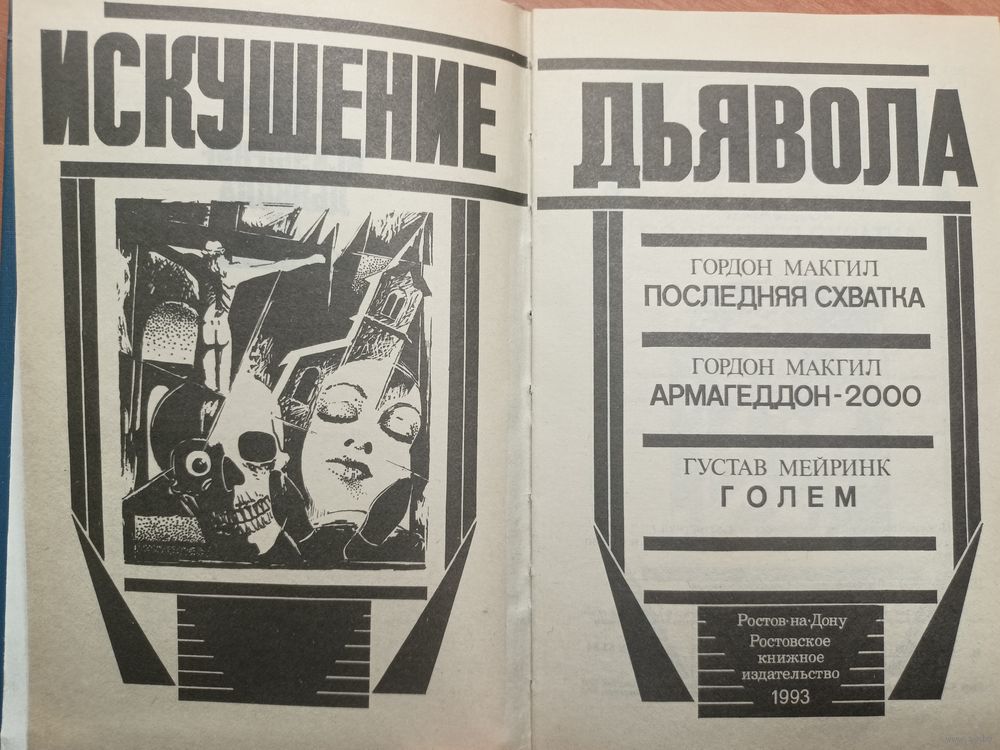 ИСКУШЕНИЕ
ДЬЯВОЛА
ГОРДОН МАКГИЛ
ПОСЛЕДНЯЯ СХВАТКА
ГОРДОН МАКГИЛ
АРМАГЕДДОН-2000
ГУСТАВ МЕЙРИНК
ГОЛЕМ
Ростов-на-Дону
Ростовское
книжное
издательство
1993